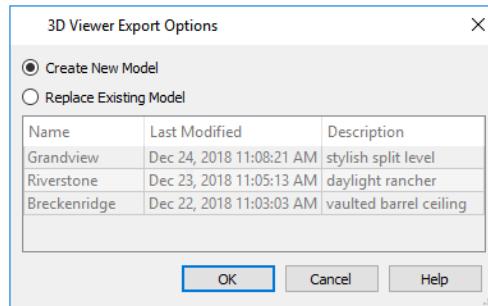 3D Viewer Export Options
Create New Model
Replace Existing Model
Name Last Modified Description
Grandview Dec 24, 2018 11:08:21 AM stylish split level
Riverstone Dec 23, 2018 11:05:13 AM daylight rancher
Breckenridge Dec 22, 2018 11:03:03 AM vaulted barrel ceiling
OK Cancel Help